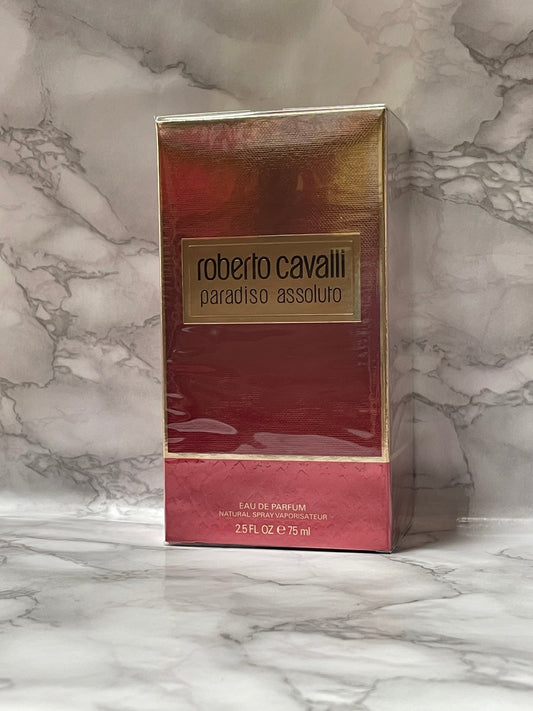 roberto cavalli
paradiso assoluto
EAU DE PARFUM
NATURAL SPRAY VAPORISATEUR
2.5 FL OZ ℮ 75 ml